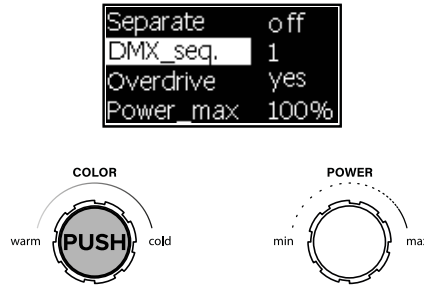 Separate off
DMX_seq. 1
Overdrive yes
Power_max 100%
COLOR POWER
warm PUSH cold min max